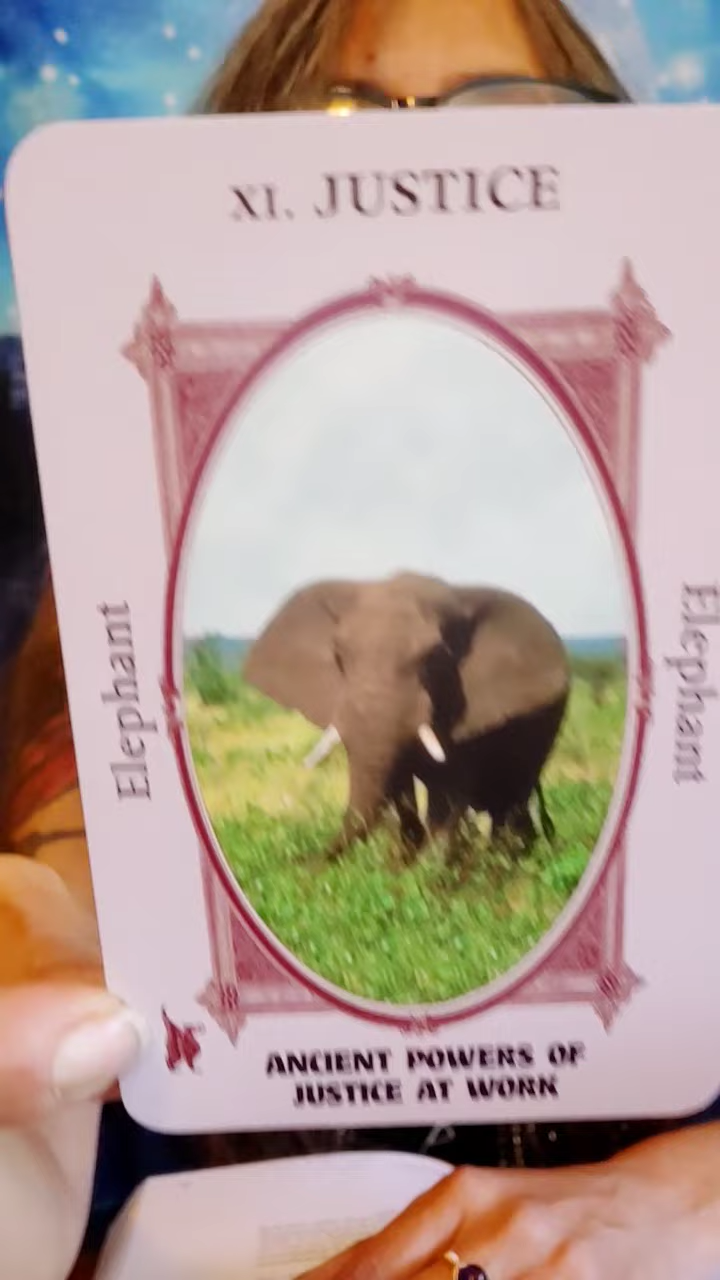 XI. JUSTICE
Elephant
Elephant
ANCIENT POWERS OF
JUSTICE AT WORK